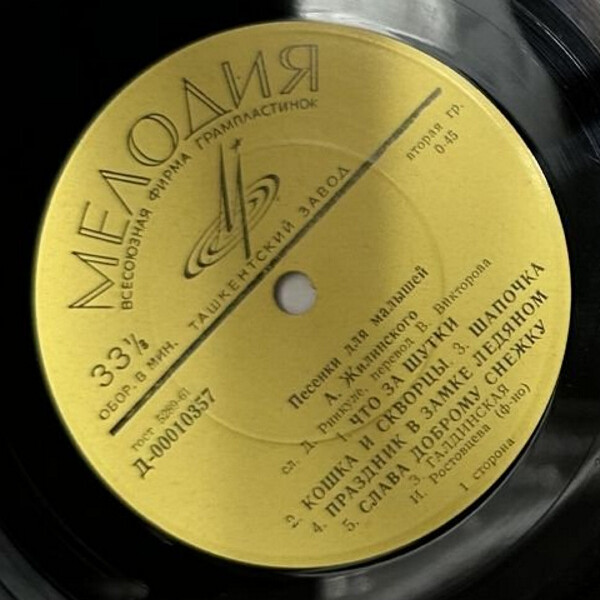 МЕЛОДИЯ
ВСЕСОЮЗНАЯ ФИРМА ГРАМПЛАСТИНОК
ТАШКЕНТСКИЙ ЗАВОД
33⅓
ОБОР. В МИН.
вторая гр.
0-45
гост 5289-61
Д-00010357
Песенки для малышей
А. Жилинского
сл. Д. Ринкуле, перевод В. Викторова
1. ЧТО ЗА ШУТКИ
2. КОШКА И СКВОРЦЫ. 3. ШАПОЧКА
4. ПРАЗДНИК В ЗАМКЕ ЛЕДЯНОМ
5. СЛАВА ДОБРОМУ СНЕЖКУ
З. ГАЛДИНСКАЯ
И. Ростовцева (ф-но)
1 сторона